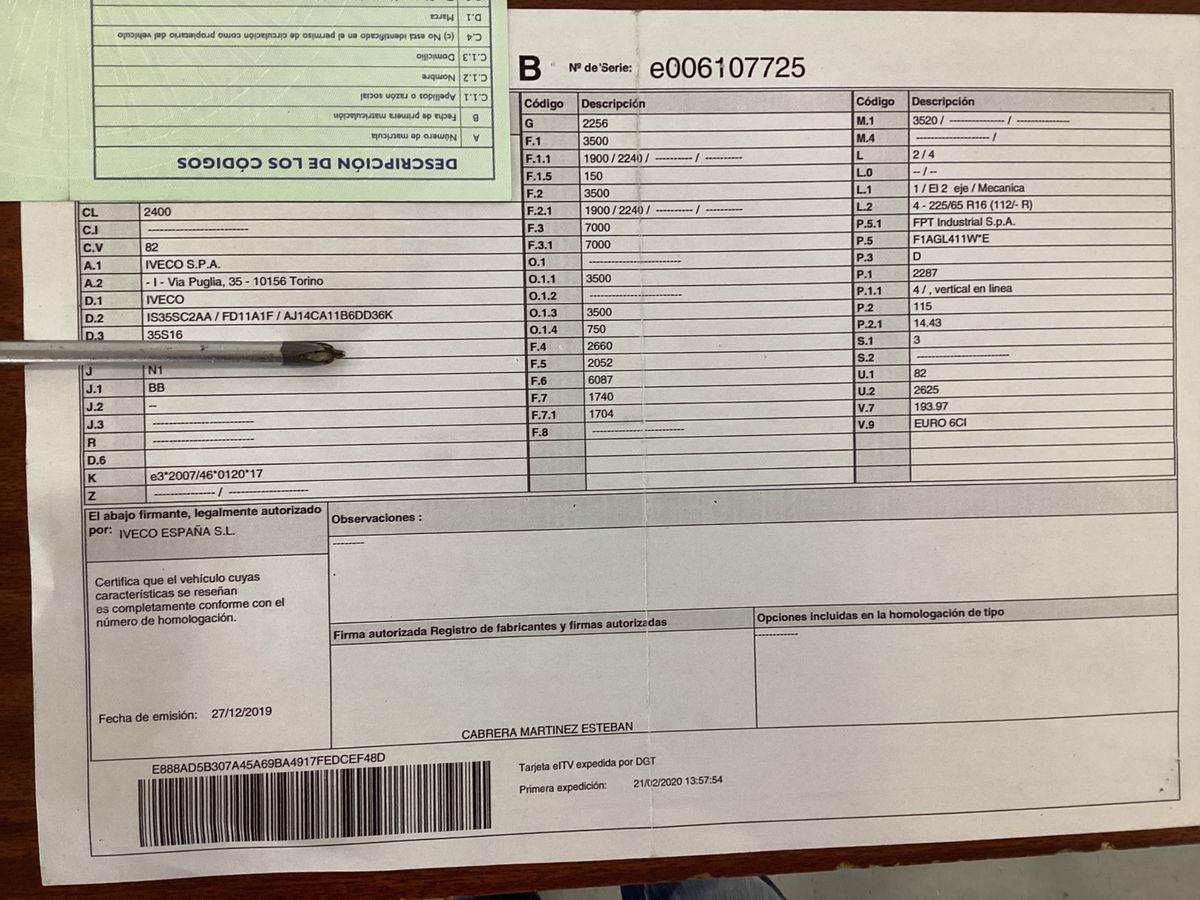 D.1 Marca
C.4 (c) No está identificado en el permiso de circulación como propietario del vehículo
C.1.3 Domicilio
C.1.2 Nombre
C.1.1 Apellidos o razón social
B Fecha de primera matriculación
A Número de matrícula
DESCRIPCIÓN DE LOS CÓDIGOS
B Nº de Serie: e006107725
Código Descripción
G 2256
F.1 3500
F.1.1 1900 / 2240 / ---------- / ---------
F.1.5 150
F.2 3500
F.2.1 1900 / 2240 / ---------- / ---------
F.3 7000
F.3.1 7000
O.1 -----------------------
O.1.1 3500
O.1.2 -----------------------
O.1.3 3500
O.1.4 750
F.4 2660
F.5 2052
F.6 6087
F.7 1740
F.7.1 1704
F.8 -----------------------
Código Descripción
M.1 3520 / -------------- / -------------
M.4 ------------------ /
L 2 / 4
L.0 -- / --
L.1 1 / El 2 eje / Mecanica
L.2 4 - 225/65 R16 (112/- R)
P.5.1 FPT Industrial S.p.A.
P.5 F1AGL411W*E
P.3 D
P.1 2287
P.1.1 4 / , vertical en linea
P.2 115
P.2.1 14.43
S.1 3
S.2 -----------------------
U.1 82
U.2 2625
V.7 193.97
V.9 EURO 6CI
CL 2400
C.I -------------------------
C.V 82
A.1 IVECO S.P.A.
A.2 - I - Via Puglia, 35 - 10156 Torino
D.1 IVECO
D.2 IS35SC2AA / FD11A1F / AJ14CA11B6DD36K
D.3 35S16
J N1
J.1 BB
J.2 --
J.3 -------------------------
R -------------------------
D.6
K e3*2007/46*0120*17
Z --------------- / --------------------
El abajo firmante, legalmente autorizado
por: IVECO ESPAÑA S.L.
Certifica que el vehículo cuyas
características se reseñan
es completamente conforme con el
número de homologación.
Fecha de emisión: 27/12/2019
Observaciones :
--------
.
Firma autorizada Registro de fabricantes y firmas autorizadas
CABRERA MARTINEZ ESTEBAN
Opciones incluidas en la homologación de tipo
-----------
E888AD5B307A45A69BA4917FEDCEF48D
Tarjeta eITV expedida por DGT
Primera expedición: 21/02/2020 13:57:54